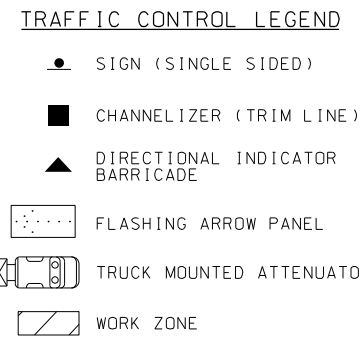 TRAFFIC CONTROL LEGEND
SIGN (SINGLE SIDED)
CHANNELIZER (TRIM LINE)
DIRECTIONAL INDICATOR
BARRICADE
FLASHING ARROW PANEL
TRUCK MOUNTED ATTENUATO
WORK ZONE